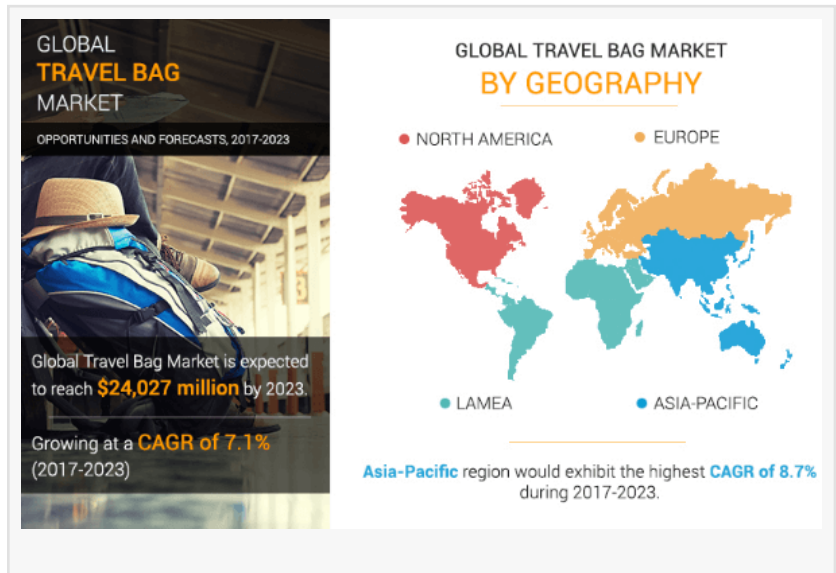 GLOBAL
TRAVEL BAG
MARKET
OPPORTUNITIES AND FORECASTS, 2017-2023
Global Travel Bag Market is expected
to reach $24,027 million by 2023.
Growing at a CAGR of 7.1%
(2017-2023)
GLOBAL TRAVEL BAG MARKET
BY GEOGRAPHY
NORTH AMERICA
EUROPE
LAMEA
ASIA-PACIFIC
Asia-Pacific region would exhibit the highest CAGR of 8.7%
during 2017-2023.